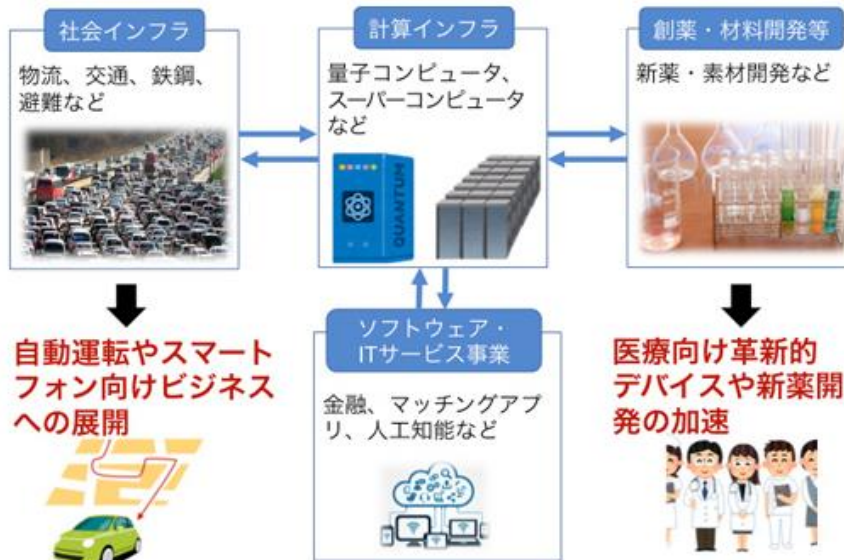 社会インフラ
物流、交通、鉄鋼、
避難など
計算インフラ
量子コンピュータ、
スーパーコンピュータ
など
QUANTUM
創薬・材料開発等
新薬・素材開発など
自動運転やスマート
フォン向けビジネス
への展開
ソフトウェア・
ITサービス事業
金融、マッチングアプ
リ、人工知能など
医療向け革新的
デバイスや新薬開
発の加速